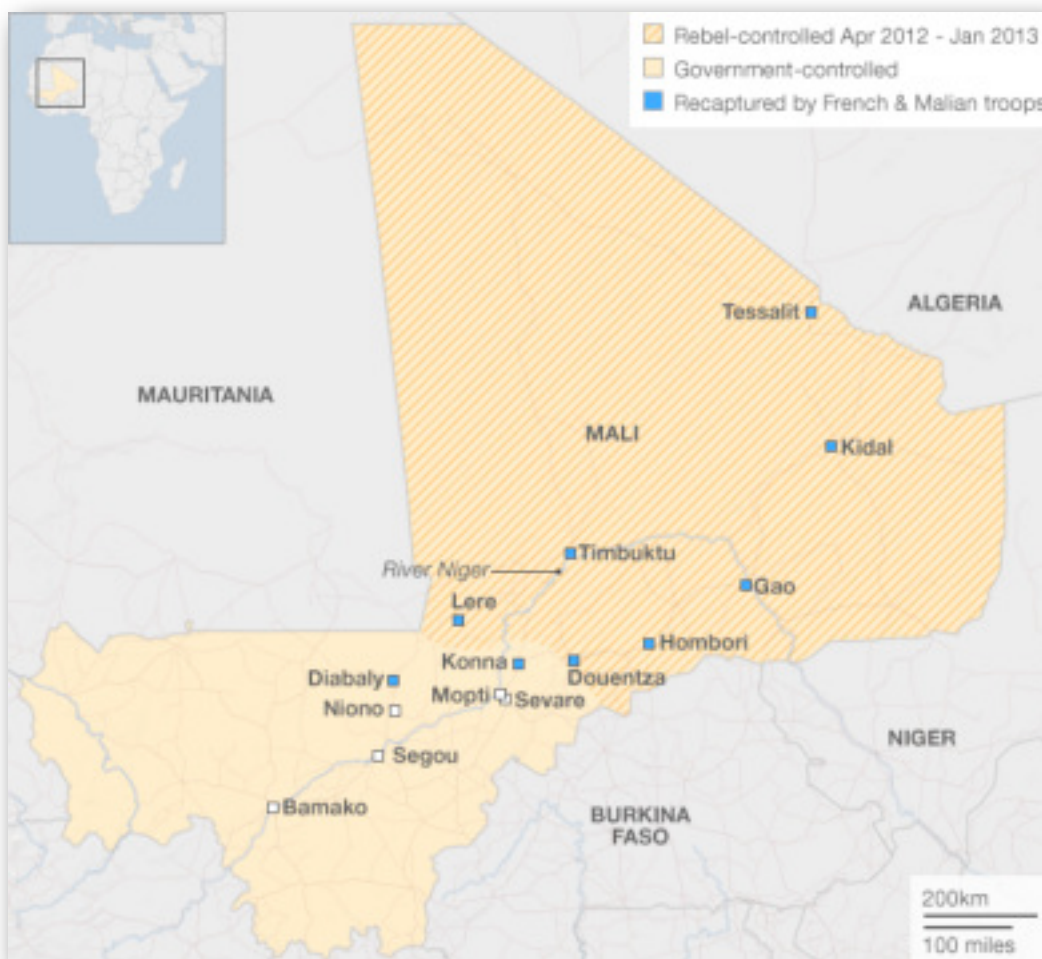 Rebel-controlled Apr 2012 - Jan 2013
Government-controlled
Recaptured by French & Malian troops
Tessalit
ALGERIA
MAURITANIA
MALI
Kidal
Timbuktu
River Niger
Gao
Lere
Hombori
Konna
Douentza
Diabaly
Mopti
Sevare
Niono
NIGER
Segou
Bamako
BURKINA
FASO
200km
100 miles